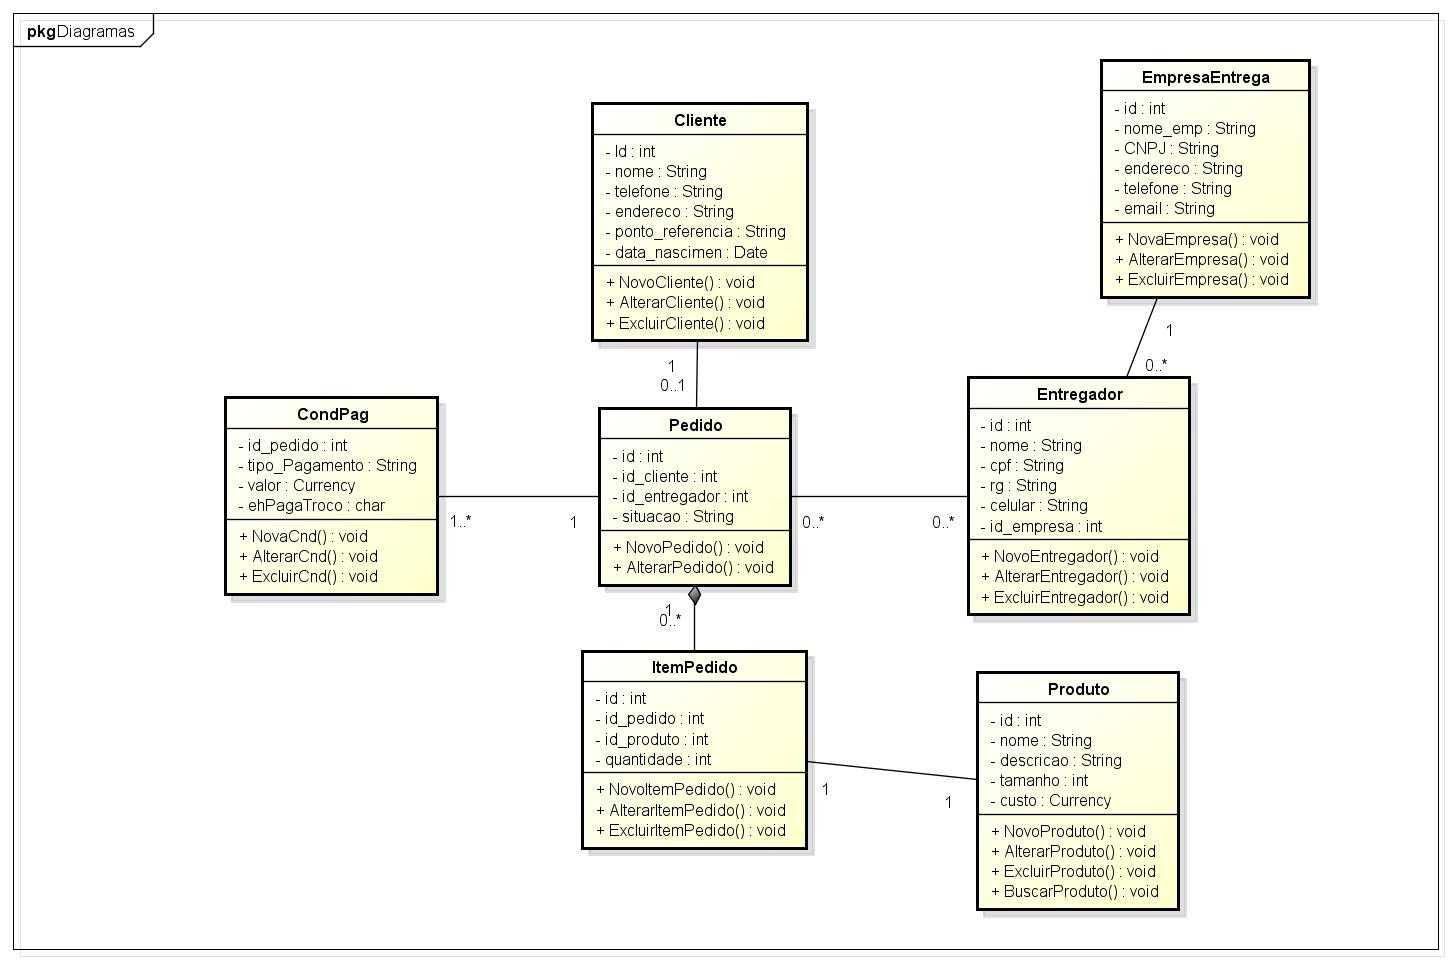 pkgDiagramas
EmpresaEntrega
- id : int
- nome_emp : String
- CNPJ : String
- endereco : String
- telefone : String
- email : String
+ NovaEmpresa() : void
+ AlterarEmpresa() : void
+ ExcluirEmpresa() : void
Cliente
- Id : int
- nome : String
- telefone : String
- endereco : String
- ponto_referencia : String
- data_nascimen : Date
+ NovoCliente() : void
+ AlterarCliente() : void
+ ExcluirCliente() : void
1
0..*
1
0..1
CondPag
- id_pedido : int
- tipo_Pagamento : String
- valor : Currency
- ehPagaTroco : char
+ NovaCnd() : void
+ AlterarCnd() : void
+ ExcluirCnd() : void
1..*
1
Pedido
- id : int
- id_cliente : int
- id_entregador : int
- situacao : String
+ NovoPedido() : void
+ AlterarPedido() : void
0..*
0..*
Entregador
- id : int
- nome : String
- cpf : String
- rg : String
- celular : String
- id_empresa : int
+ NovoEntregador() : void
+ AlterarEntregador() : void
+ ExcluirEntregador() : void
1
0..*
ItemPedido
- id : int
- id_pedido : int
- id_produto : int
- quantidade : int
+ NovoItemPedido() : void
+ AlterarItemPedido() : void
+ ExcluirItemPedido() : void
1
1
Produto
- id : int
- nome : String
- descricao : String
- tamanho : int
- custo : Currency
+ NovoProduto() : void
+ AlterarProduto() : void
+ ExcluirProduto() : void
+ BuscarProduto() : void